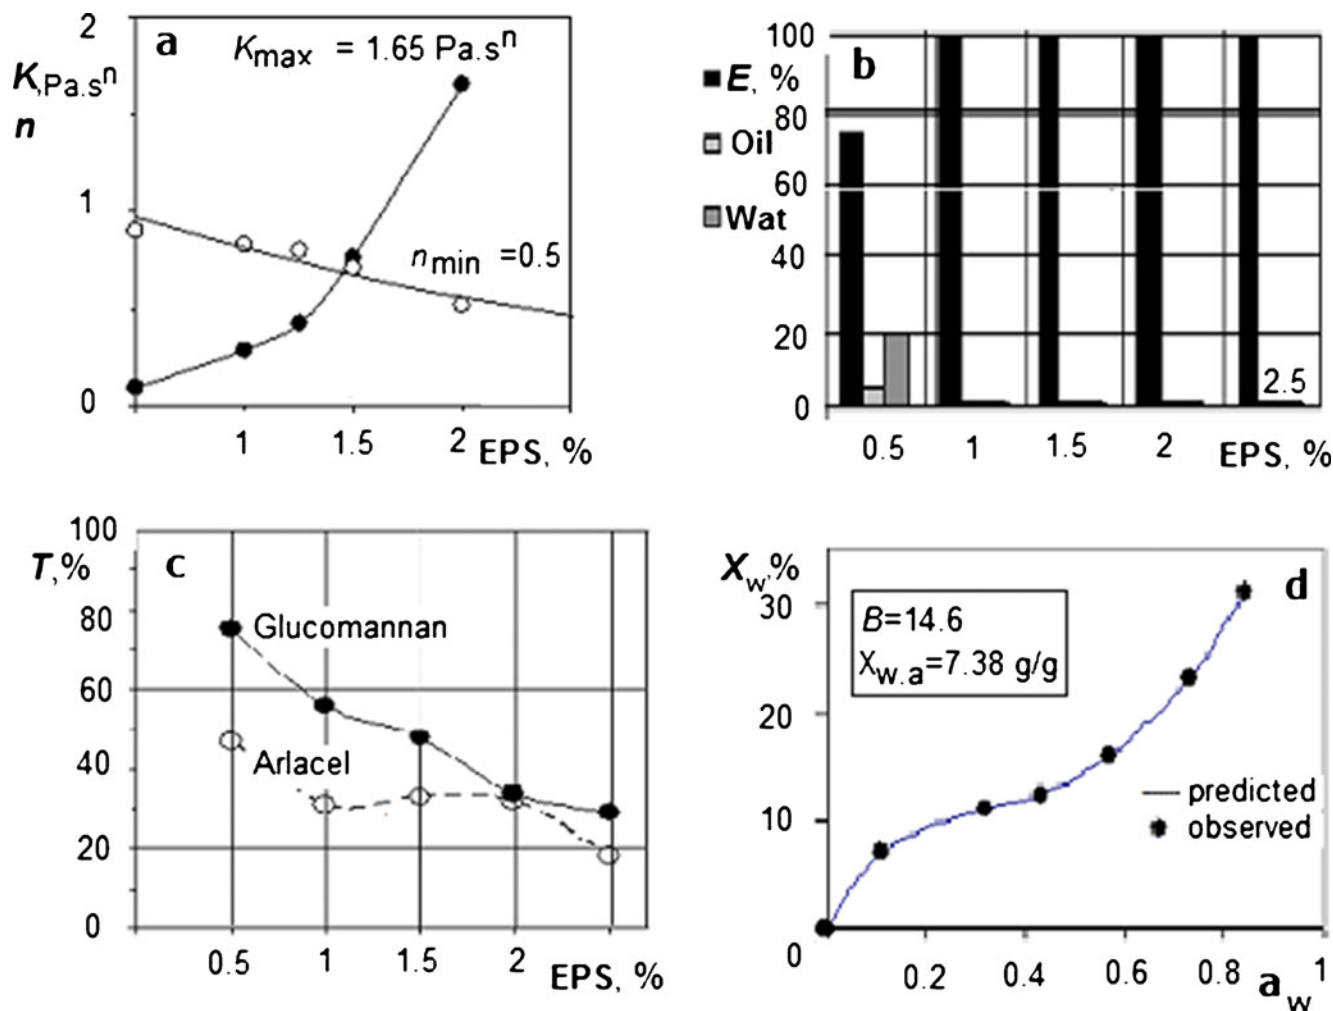 2
a
Kmax = 1.65 Pa.sⁿ
K,Pa.sⁿ
n
1
nmin =0.5
0
1 1.5 2 EPS, %
100
b
E, %
80
Oil
60
Wat
40
20
2.5
0
0.5 1 1.5 2 EPS, %
100
T,%
c
80
Glucomannan
60
40
Arlacel
20
0
0.5 1 1.5 2 EPS, %
Xw,%
d
30
B=14.6
Xw.a=7.38 g/g
20
predicted
10
observed
0
0.2 0.4 0.6 0.8 1
aw